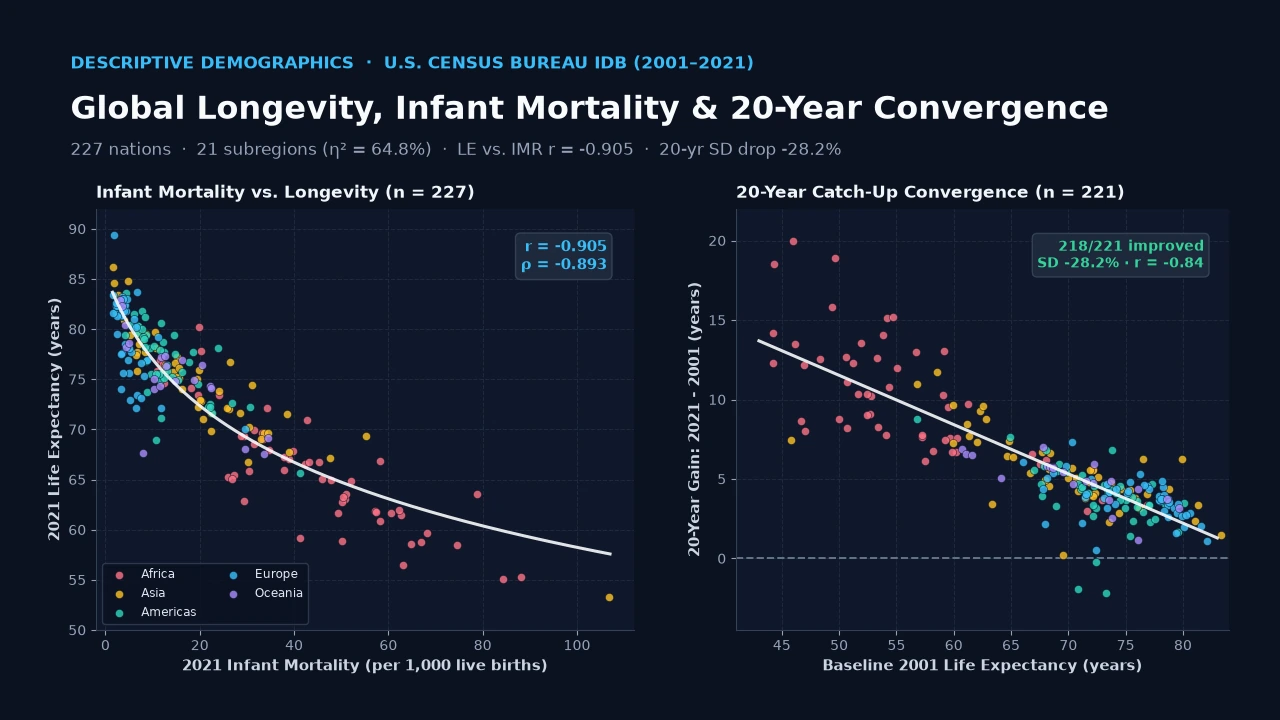 DESCRIPTIVE DEMOGRAPHICS · U.S. CENSUS BUREAU IDB (2001–2021)
Global Longevity, Infant Mortality & 20-Year Convergence
227 nations · 21 subregions (η² = 64.8%) · LE vs. IMR r = -0.905 · 20-yr SD drop -28.2%
Infant Mortality vs. Longevity (n = 227)
r = -0.905
ρ = -0.893
2021 Life Expectancy (years)
90
85
80
75
70
65
60
55
50
Africa
Asia
Americas
Europe
Oceania
0 20 40 60 80 100
2021 Infant Mortality (per 1,000 live births)
20-Year Catch-Up Convergence (n = 221)
218/221 improved
SD -28.2% · r = -0.84
20-Year Gain: 2021 - 2001 (years)
20
15
10
5
0
45 50 55 60 65 70 75 80
Baseline 2001 Life Expectancy (years)